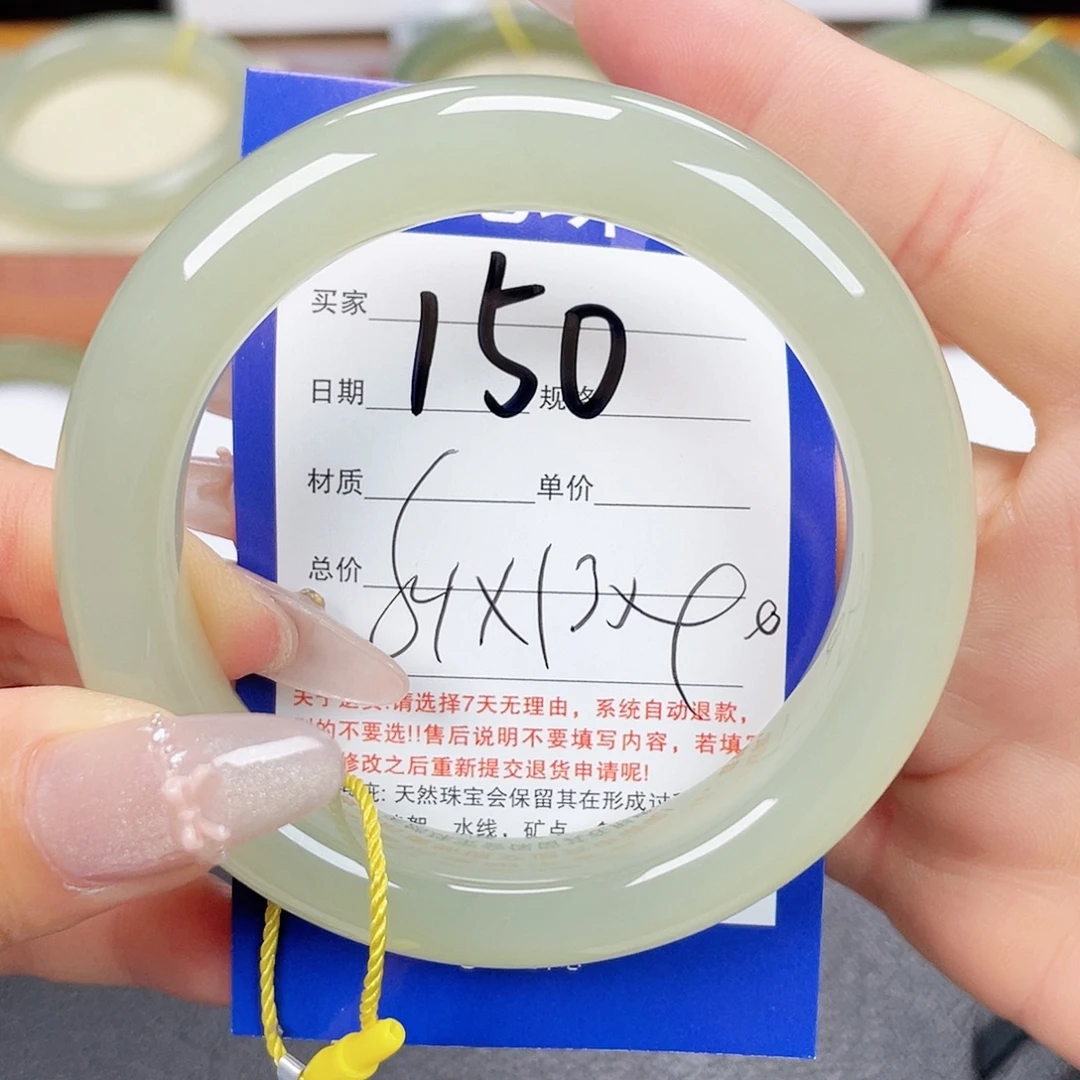 买家 150
日期 规格
材质 单价
总价
54X13X
请选择7天无理由，系统自动退款，
的不要选!!售后说明不要填写内容，若填写
修改之后重新提交退货申请呢!
天然珠宝会保留其在形成过
水线，矿点